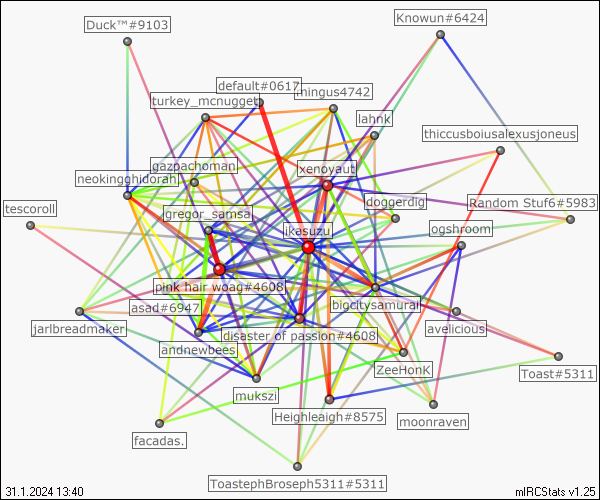 Duck™#9103
Knowun#6424
default#0617
mingus4742
turkey_mcnugget
lahnk
thiccusboiusalexusjoneus
gazpachoman
xenoyaut
neokingghidorah
doggerdig
Random Stuf6#5983
tescoroll
gregor_samsa
ikasuzu
ogshroom
pink hair woag#4608
bigcitysamurai
asad#6947
jarlbreadmaker
disaster of passion#4608
avelicious
andnewbees
ZeeHonK
Toast#5311
mukszi
Heighleigh#8575
moonraven
facadas.
ToastephBroseph5311#5311
31.1.2024 13:40
mIRCStats v1.25